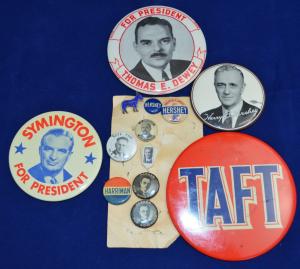 FOR PRESIDENT
THOMAS E. DEWEY
HERSHEY
HERSHEY
SYMINGTON
FOR PRESIDENT
HARRIMAN
TAFT